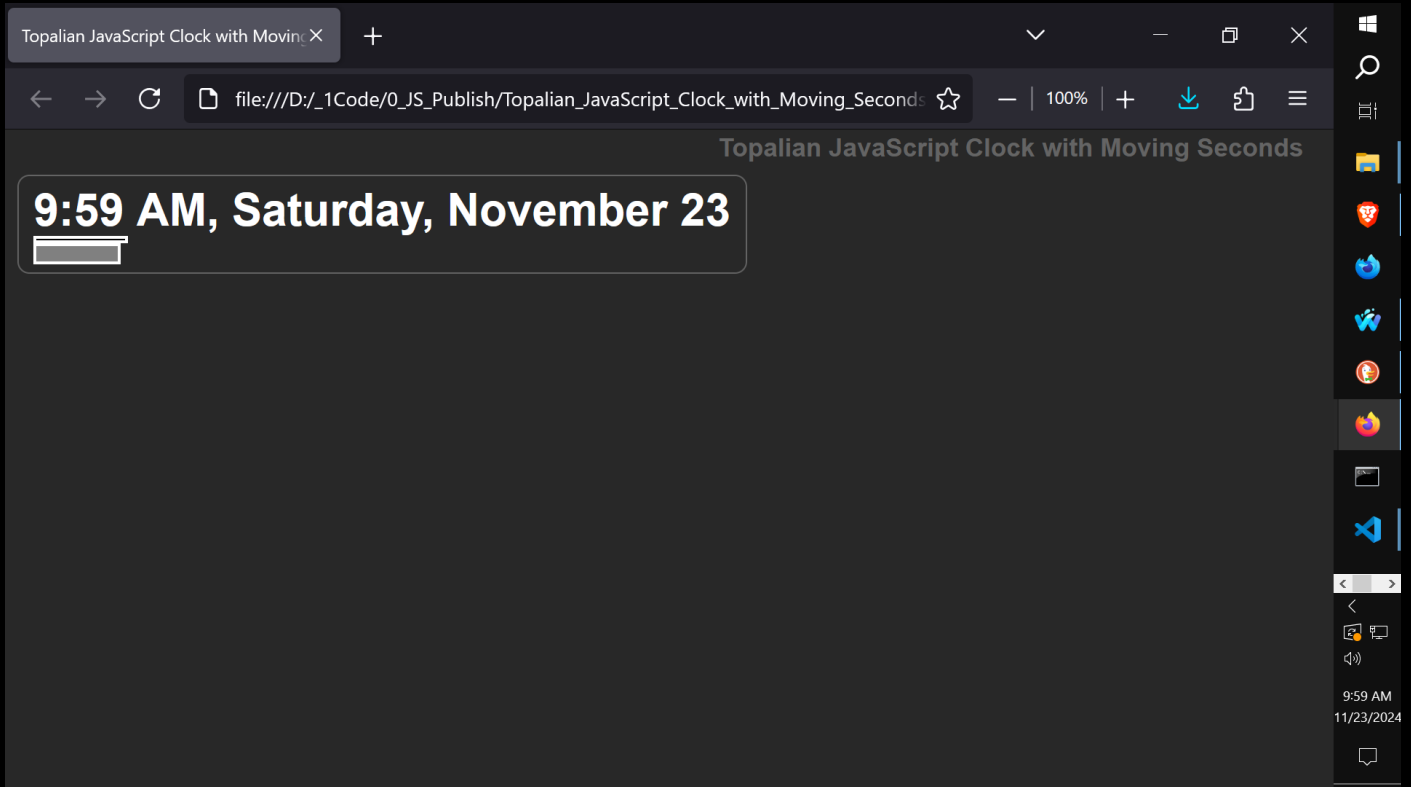 Topalian JavaScript Clock with Moving
file:///D:/_1Code/0_JS_Publish/Topalian_JavaScript_Clock_with_Moving_Seconds
100%
Topalian JavaScript Clock with Moving Seconds
9:59 AM, Saturday, November 23
9:59 AM
11/23/2024